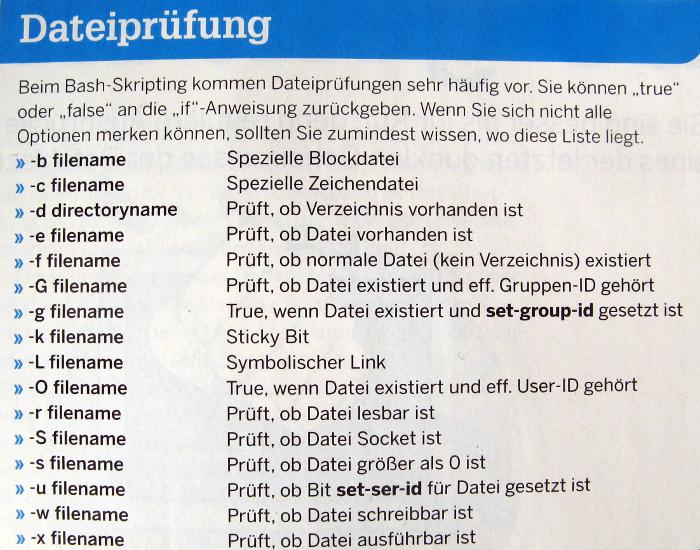 Dateiprüfung
Beim Bash-Skripting kommen Dateiprüfungen sehr häufig vor. Sie können „true“
oder „false“ an die „if“-Anweisung zurückgeben. Wenn Sie sich nicht alle
Optionen merken können, sollten Sie zumindest wissen, wo diese Liste liegt.
» -b filename Spezielle Blockdatei
» -c filename Spezielle Zeichendatei
» -d directoryname Prüft, ob Verzeichnis vorhanden ist
» -e filename Prüft, ob Datei vorhanden ist
» -f filename Prüft, ob normale Datei (kein Verzeichnis) existiert
» -G filename Prüft, ob Datei existiert und eff. Gruppen-ID gehört
» -g filename True, wenn Datei existiert und set-group-id gesetzt ist
» -k filename Sticky Bit
» -L filename Symbolischer Link
» -O filename True, wenn Datei existiert und eff. User-ID gehört
» -r filename Prüft, ob Datei lesbar ist
» -S filename Prüft, ob Datei Socket ist
» -s filename Prüft, ob Datei größer als 0 ist
» -u filename Prüft, ob Bit set-ser-id für Datei gesetzt ist
» -w filename Prüft, ob Datei schreibbar ist
» -x filename Prüft, ob Datei ausführbar ist